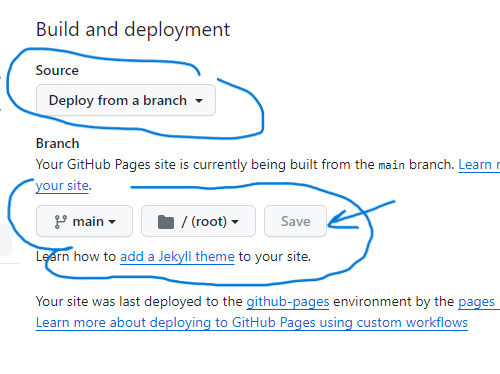 Build and deployment
Source
Deploy from a branch
Branch
Your GitHub Pages site is currently being built from the main branch. Learn
your site.
main / (root) Save
Learn how to add a Jekyll theme to your site.
Your site was last deployed to the github-pages environment by the pages
Learn more about deploying to GitHub Pages using custom workflows